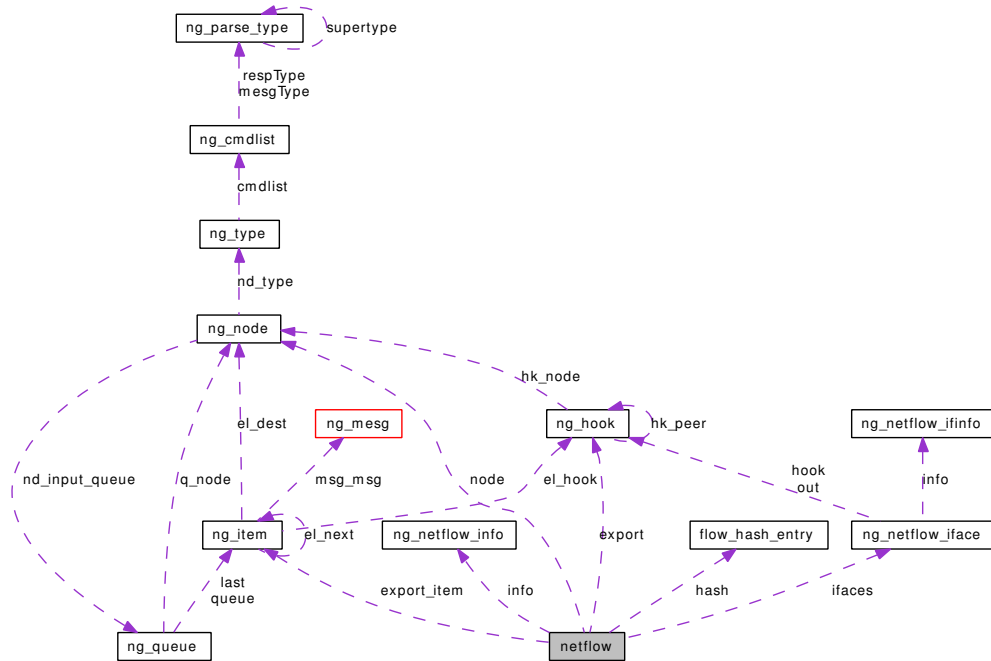 ng_parse_type
supertype
respType
mesgType
ng_cmdlist
cmdlist
ng_type
nd_type
ng_node
hk_node
ng_mesg
ng_hook
ng_netflow_ifinfo
el_dest
hk_peer
nd_input_queue
q_node
msg_msg
node
el_hook
hook
out
info
ng_item
el_next
ng_netflow_info
export
flow_hash_entry
ng_netflow_iface
last
queue
export_item
info
hash
ifaces
ng_queue
netflow